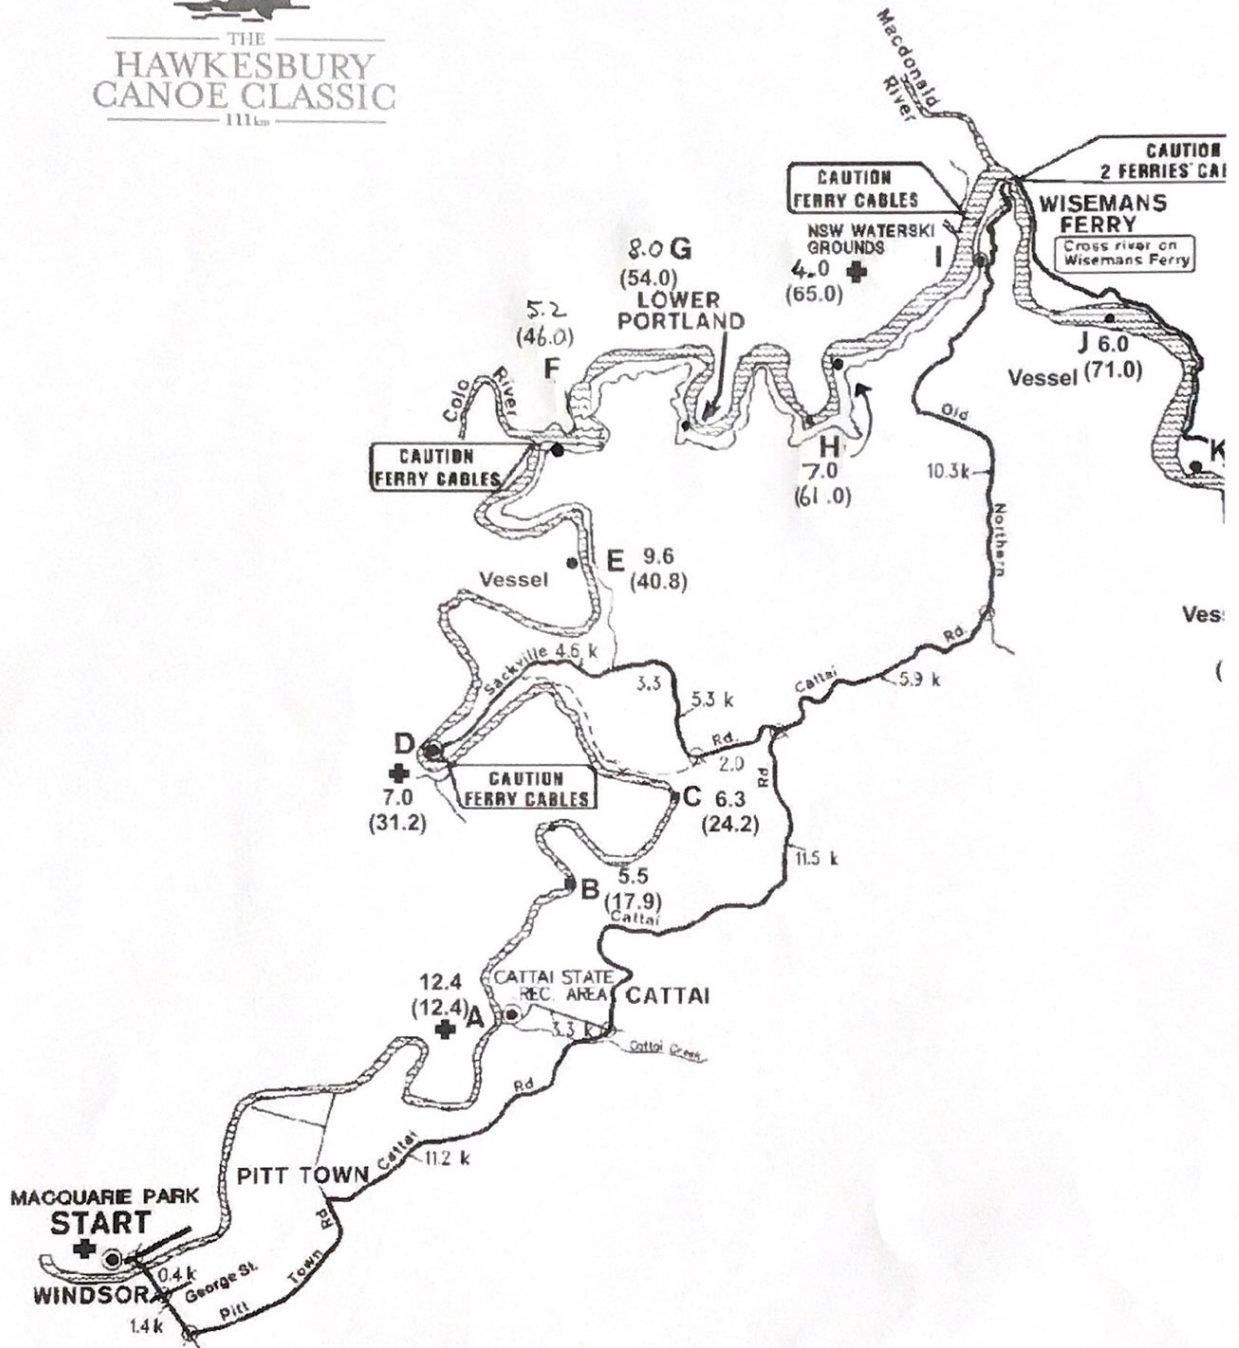 THE
HAWKESBURY
CANOE CLASSIC
111km
Macdonald
River
CAUTION
2 FERRIES' CA
CAUTION
FERRY CABLES
WISEMANS
FERRY
Cross river on
Wisemans Ferry
NSW WATERSKI
GROUNDS
I
4.0
(65.0)
8.0 G
(54.0)
LOWER
PORTLAND
5.2
(46.0)
F
J 6.0
(71.0)
Vessel
Colo
River
CAUTION
FERRY CABLES
H
7.0
(61.0)
Old
10.3k
Northern
K
E 9.6
(40.8)
Vessel
Ves
(
Sackville 4.6 k
3.3
5.3 k
Rd.
2.0
Cattai
Rd.
5.9 k
D
7.0
(31.2)
CAUTION
FERRY CABLES
C 6.3
(24.2)
Rd.
11.5 k
B 5.5
(17.9)
Cattai
12.4
(12.4)
A
CATTAI STATE
REC. AREA
CATTAI
3.3 k
Cattai Creek
Rd
Cattai
11.2 k
PITT TOWN
MACQUARIE PARK
START
WINDSOR
0.4 k
George St.
1.4k
Pitt
Town
Rd